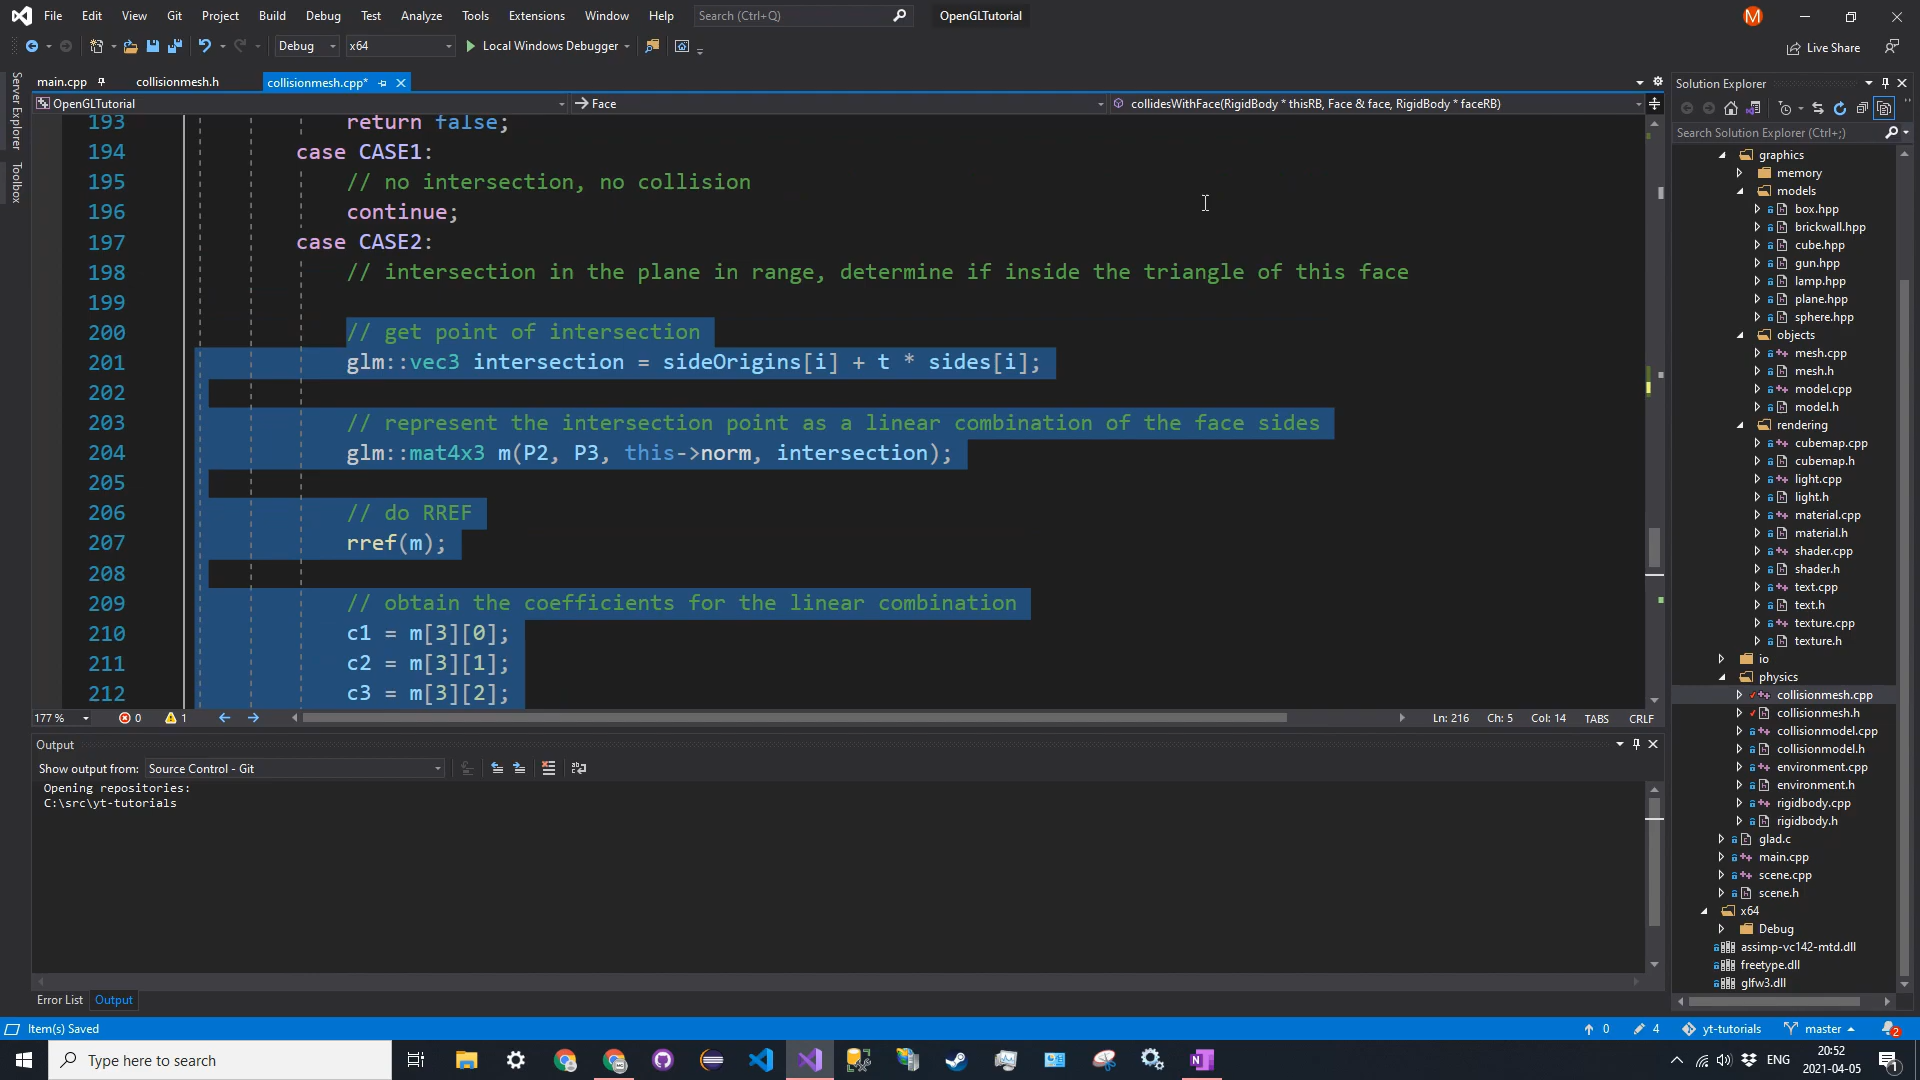 File Edit View Git Project Build Debug Test Analyze Tools Extensions Window Help Search (Ctrl+Q) OpenGLTutorial M
Debug x64 Local Windows Debugger Live Share
main.cpp collisionmesh.h collisionmesh.cpp*
OpenGLTutorial Face collidesWithFace(RigidBody * thisRB, Face & face, RigidBody * faceRB)
193 return false;
194 case CASE1:
195 // no intersection, no collision
196 continue;
197 case CASE2:
198 // intersection in the plane in range, determine if inside the triangle of this face
199
200 // get point of intersection
201 glm::vec3 intersection = sideOrigins[i] + t * sides[i];
202
203 // represent the intersection point as a linear combination of the face sides
204 glm::mat4x3 m(P2, P3, this->norm, intersection);
205
206 // do RREF
207 rref(m);
208
209 // obtain the coefficients for the linear combination
210 c1 = m[3][0];
211 c2 = m[3][1];
212 c3 = m[3][2];
177 % 0 1 Ln: 216 Ch: 5 Col: 14 TABS CRLF
Server Explorer
Toolbox
Output
Show output from: Source Control - Git
Opening repositories:
C:\src\yt-tutorials
Error List Output
Solution Explorer
Search Solution Explorer (Ctrl+;)
graphics
memory
models
box.hpp
brickwall.hpp
cube.hpp
gun.hpp
lamp.hpp
plane.hpp
sphere.hpp
objects
mesh.cpp
mesh.h
model.cpp
model.h
rendering
cubemap.cpp
cubemap.h
light.cpp
light.h
material.cpp
material.h
shader.cpp
shader.h
text.cpp
text.h
texture.cpp
texture.h
io
physics
collisionmesh.cpp
collisionmesh.h
collisionmodel.cpp
collisionmodel.h
environment.cpp
environment.h
rigidbody.cpp
rigidbody.h
glad.c
main.cpp
scene.cpp
scene.h
x64
Debug
assimp-vc142-mtd.dll
freetype.dll
glfw3.dll
Item(s) Saved 0 4 yt-tutorials master 2
Type here to search ENG 20:52
2021-04-05 1